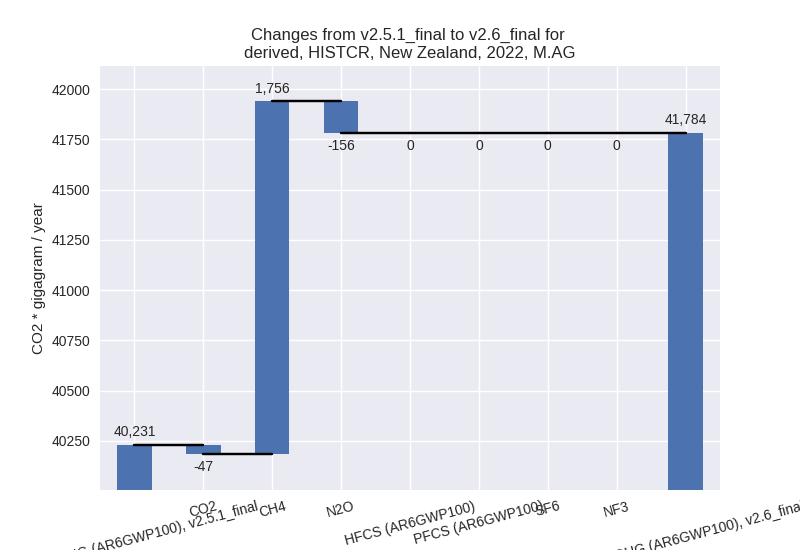 Changes from v2.5.1_final to v2.6_final for
derived, HISTCR, New Zealand, 2022, M.AG
CO2 * gigagram / year
42000
41750
41500
41250
41000
40750
40500
40250
40,231
-47
1,756
-156
0
0
0
0
41,784
(AR6GWP100), v2.5.1_final
CO2
CH4
N2O
HFCS (AR6GWP100)
PFCS (AR6GWP100)
SF6
NF3
(AR6GWP100), v2.6_final